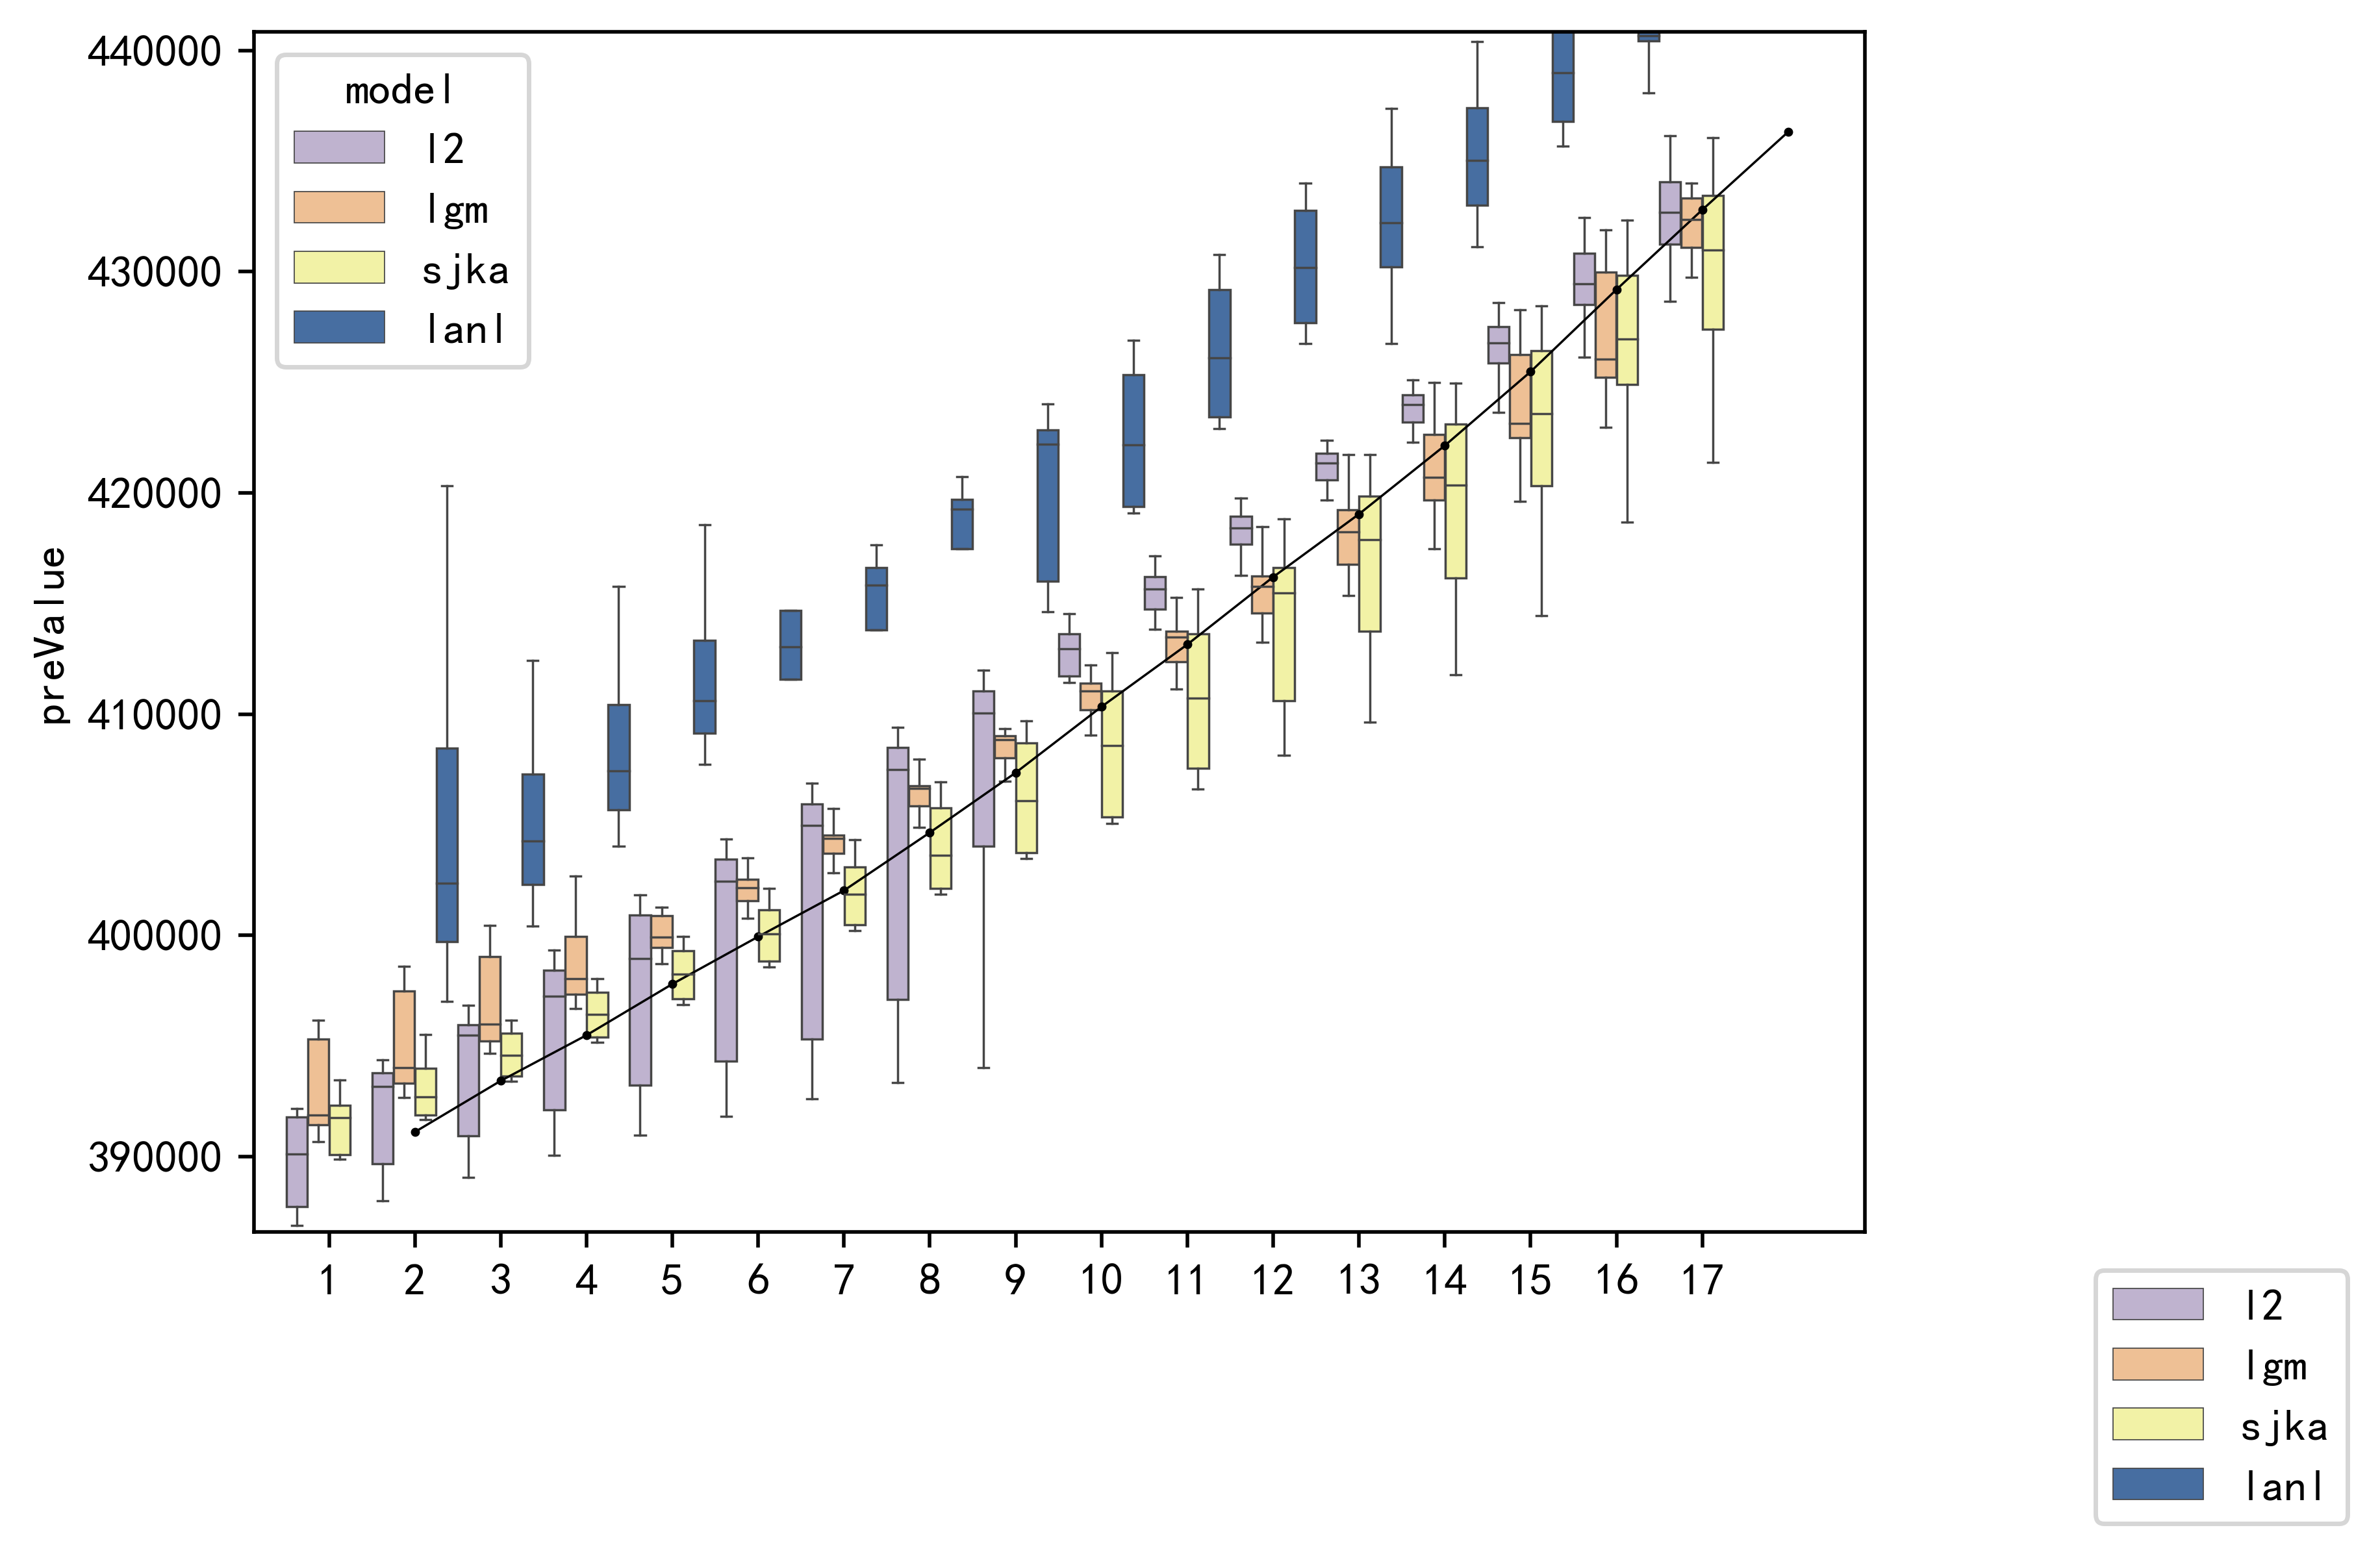 440000
430000
420000
410000
400000
390000
preValue
model
l2
lgm
sjka
lanl
1 2 3 4 5 6 7 8 9 10 11 12 13 14 15 16 17
l2
lgm
sjka
lanl